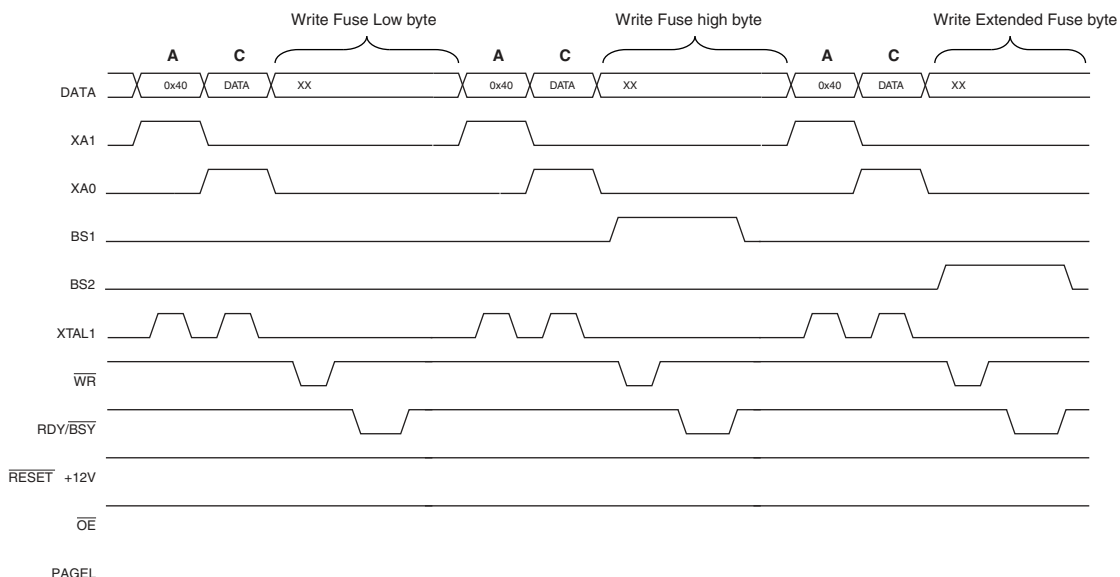 Write Fuse Low byte Write Fuse high byte Write Extended Fuse byte
A C A C A C
DATA 0x40 DATA XX 0x40 DATA XX 0x40 DATA XX
XA1
XA0
BS1
BS2
XTAL1
WR
RDY/BSY
RESET +12V
OE
PAGEL